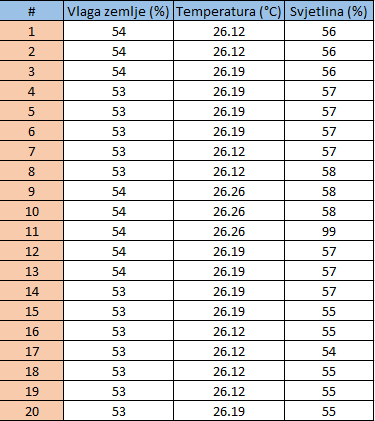 # Vlaga zemlje (%) Temperatura (°C) Svjetlina (%)
1 54 26.12 56
2 54 26.12 56
3 54 26.19 56
4 53 26.19 57
5 53 26.19 57
6 53 26.19 57
7 53 26.12 57
8 53 26.12 58
9 54 26.26 58
10 54 26.26 58
11 54 26.26 99
12 54 26.19 57
13 54 26.19 57
14 53 26.19 57
15 53 26.19 55
16 53 26.12 55
17 53 26.12 54
18 53 26.12 55
19 53 26.12 55
20 53 26.19 55